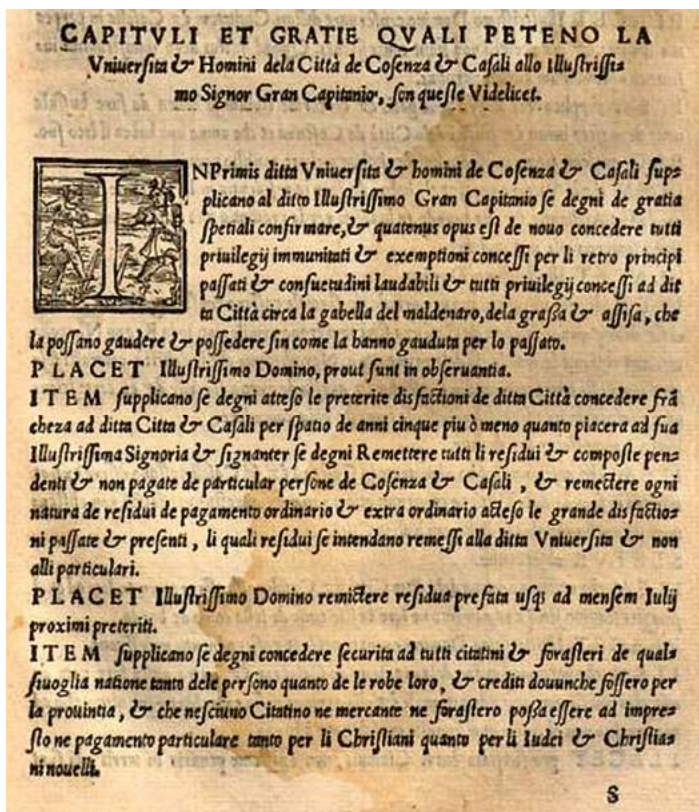 CAPITVLI ET GRATIE QVALI PETENO LA
Vniuersita & Homini dela Città de Cosenza & Casali allo Illustrissi=
mo Signor Gran Capitanio, son queste Videlicet.
INPrimis ditta Vniuersita & homini de Cosenza & Casali sup=
plicano al ditto Illustrissimo Gran Capitanio se degni de gratia
spetiali confirmare, & quatenus opus est de nouo concedere tutti
priuilegij immunitati & exemptioni concessi per li retro principi
passati & consuetudini laudabili & tutti priuilegij concessi ad dit
ta Città circa la gabella del maldenaro, dela grassa & assisa, che
la possano gaudere & possedere sin come la hanno gauduta per lo passato.
PLACET Illustrissimo Domino, prout sunt in obseruantia.
ITEM supplicano se degni atteso le preterite disfactioni de ditta Città concedere frã
cheza ad ditta Citta & Casali per spatio de anni cinque piu ò meno quanto piacera ad sua
Illustrissima Signoria & signanter se degni Remettere tutti li residui & composte pen=
denti & non pagate de particular persone de Cosenza & Casali , & remectere ogni
natura de residui de pagamento ordinario & extra ordinario acteso le grande disfactio=
ni passate & presenti , li quali residui se intendano remessi alla ditta Vniuersita & non
alli particulari.
PLACET Illustrissimo Domino remictere residua prefata usq; ad mensem Iulij
proximi preteriti.
ITEM supplicano se degni concedere securita ad tutti citatini & forasteri de qual=
siuoglia natione tanto dele persono quanto de le robe loro, & crediti douunche fossero per
la prouintia , & che nesciuno Citatino ne mercante ne forastero possa essere ad impre=
sto ne pagamento particulare tanto per li Christiani quanto per li Iudei & Christia=
ni nouelli.
S